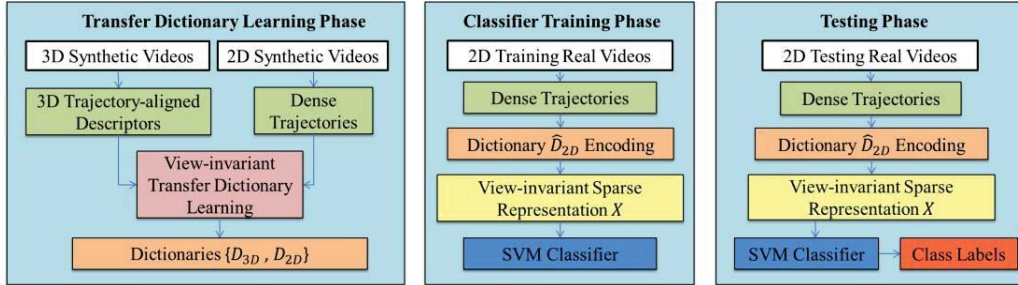 Transfer Dictionary Learning Phase
3D Synthetic Videos
2D Synthetic Videos
3D Trajectory-aligned
Descriptors
Dense
Trajectories
View-invariant
Transfer Dictionary
Learning
Dictionaries {D₃D , D₂D}
Classifier Training Phase
2D Training Real Videos
Dense Trajectories
Dictionary D̂₂D Encoding
View-invariant Sparse
Representation X
SVM Classifier
Testing Phase
2D Testing Real Videos
Dense Trajectories
Dictionary D̂₂D Encoding
View-invariant Sparse
Representation X
SVM Classifier
Class Labels